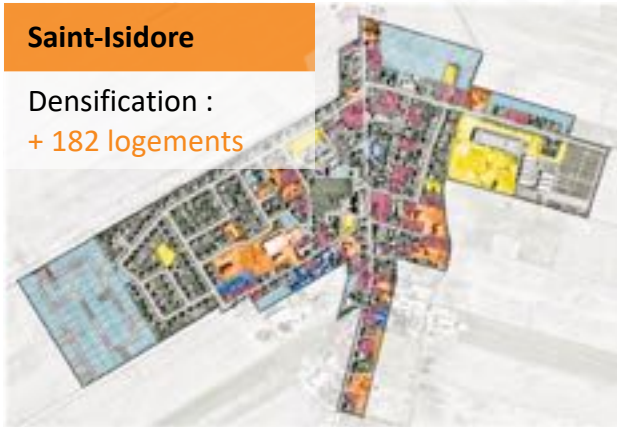 Saint-Isidore
Densification :
+ 182 logements